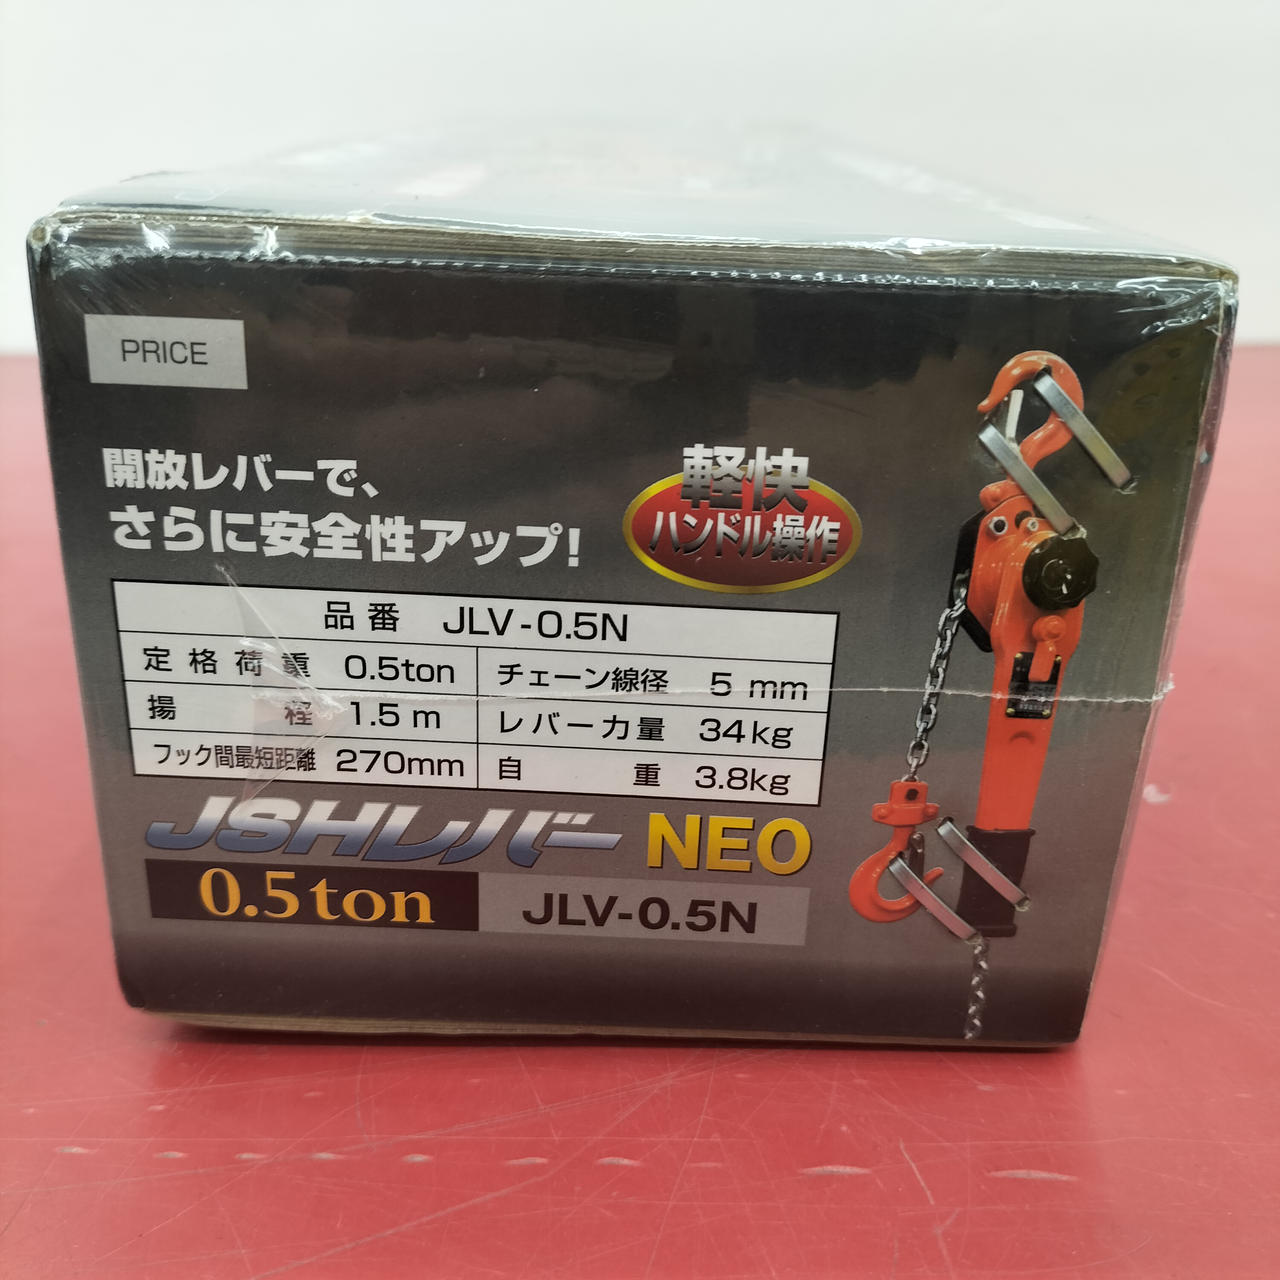 PRICE
開放レバーで、
さらに安全性アップ!
軽快
ハンドル操作
品番 JLV-0.5N
定格荷重 0.5ton チェーン線径 5 mm
揚程 1.5 m レバー力量 34kg
フック間最短距離 270mm 自重 3.8kg
JSHレバー NEO
0.5ton JLV-0.5N